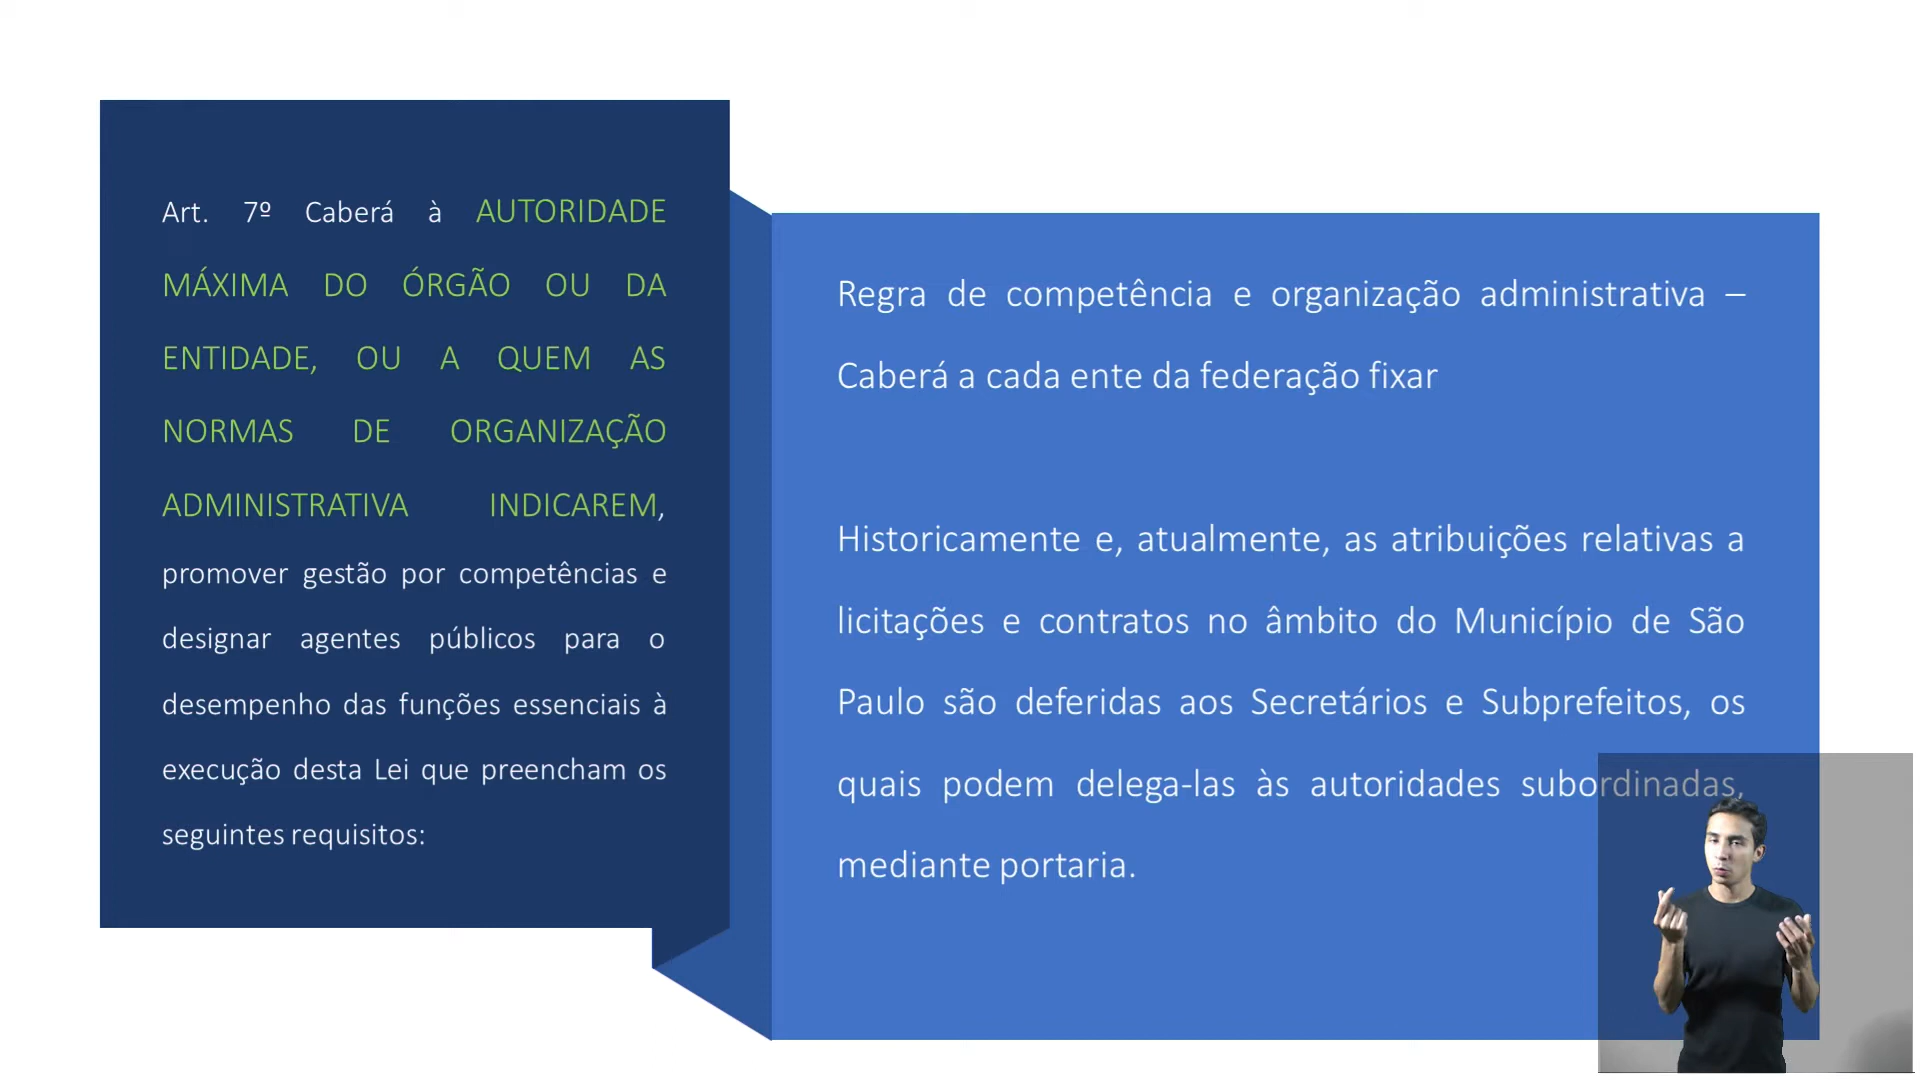 Art. 7º Caberá à AUTORIDADE
MÁXIMA DO ÓRGÃO OU DA
ENTIDADE, OU A QUEM AS
NORMAS DE ORGANIZAÇÃO
ADMINISTRATIVA INDICAREM,
promover gestão por competências e
designar agentes públicos para o
desempenho das funções essenciais à
execução desta Lei que preencham os
seguintes requisitos:
Regra de competência e organização administrativa –
Caberá a cada ente da federação fixar
Historicamente e, atualmente, as atribuições relativas a
licitações e contratos no âmbito do Município de São
Paulo são deferidas aos Secretários e Subprefeitos, os
quais podem delega-las às autoridades subordinadas,
mediante portaria.